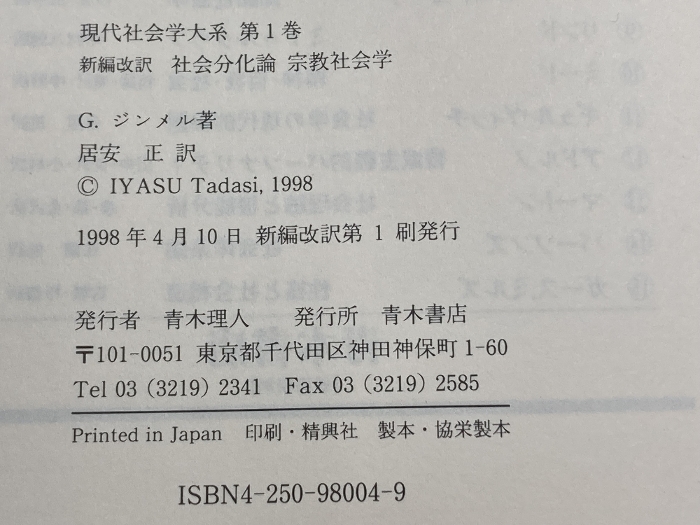 現代社会学大系 第1巻
新編改訳 社会分化論 宗教社会学
G. ジンメル著
居安 正 訳
© IYASU Tadasi, 1998
1998年4月10日 新編改訳第 1 刷発行
発行者 青木理人 発行所 青木書店
〒101-0051 東京都千代田区神田神保町1-60
Tel 03 (3219) 2341 Fax 03 (3219) 2585
Printed in Japan 印刷・精興社 製本・協栄製本
ISBN4-250-98004-9